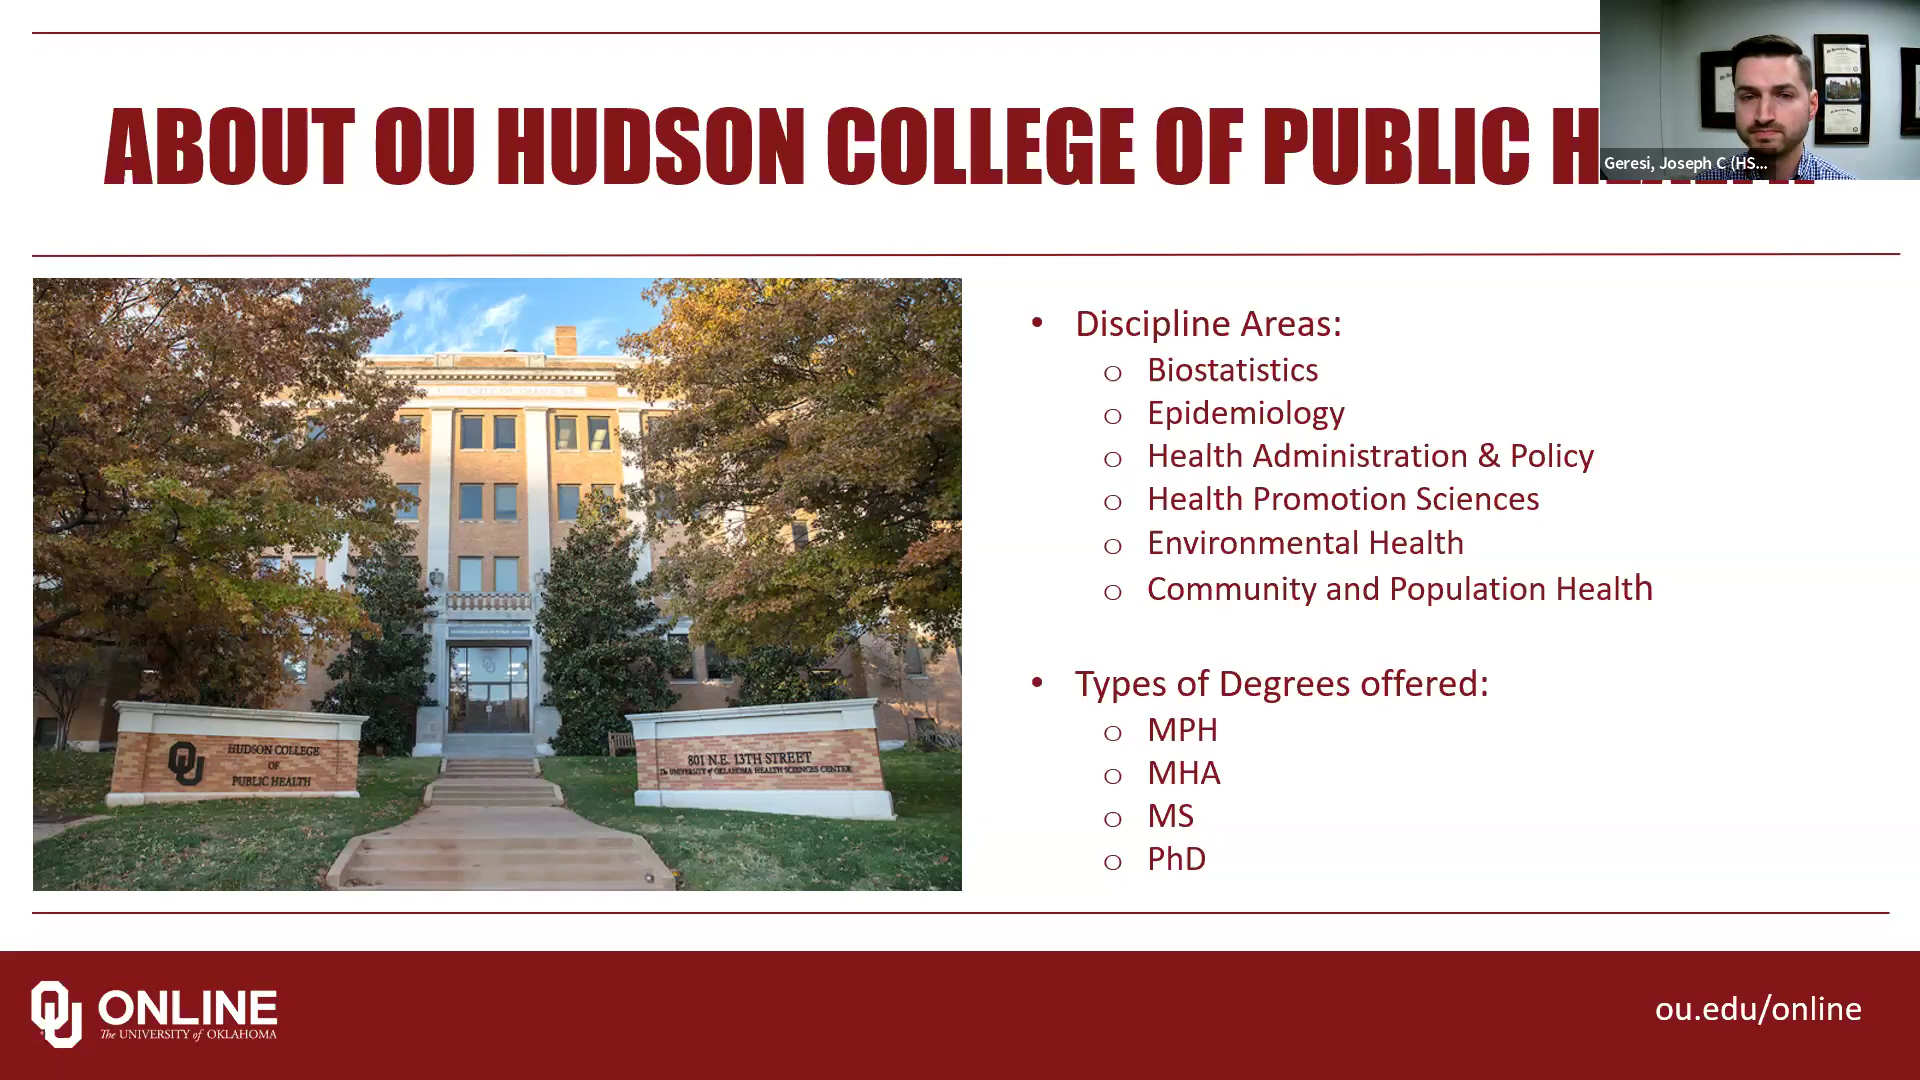 ABOUT OU HUDSON COLLEGE OF PUBLIC
Geresi, Joseph C (HS...
• Discipline Areas:
o Biostatistics
o Epidemiology
o Health Administration & Policy
o Health Promotion Sciences
o Environmental Health
o Community and Population Health
• Types of Degrees offered:
o MPH
o MHA
o MS
o PhD
OU HUDSON COLLEGE
OF
PUBLIC HEALTH
801 N.E. 13TH STREET
The UNIVERSITY of OKLAHOMA HEALTH SCIENCES CENTER
OU ONLINE
The UNIVERSITY of OKLAHOMA
ou.edu/online